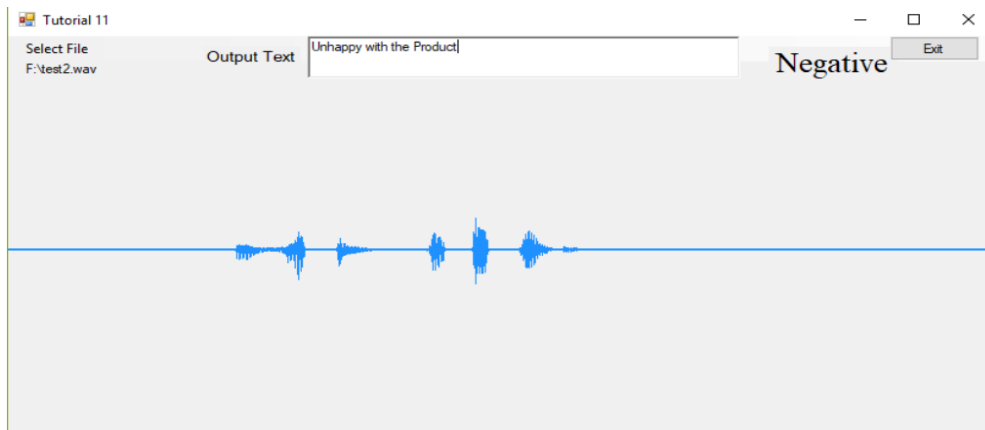 Tutorial 11
Select File
F:\test2.wav
Output Text
Unhappy with the Product
Negative
Exit